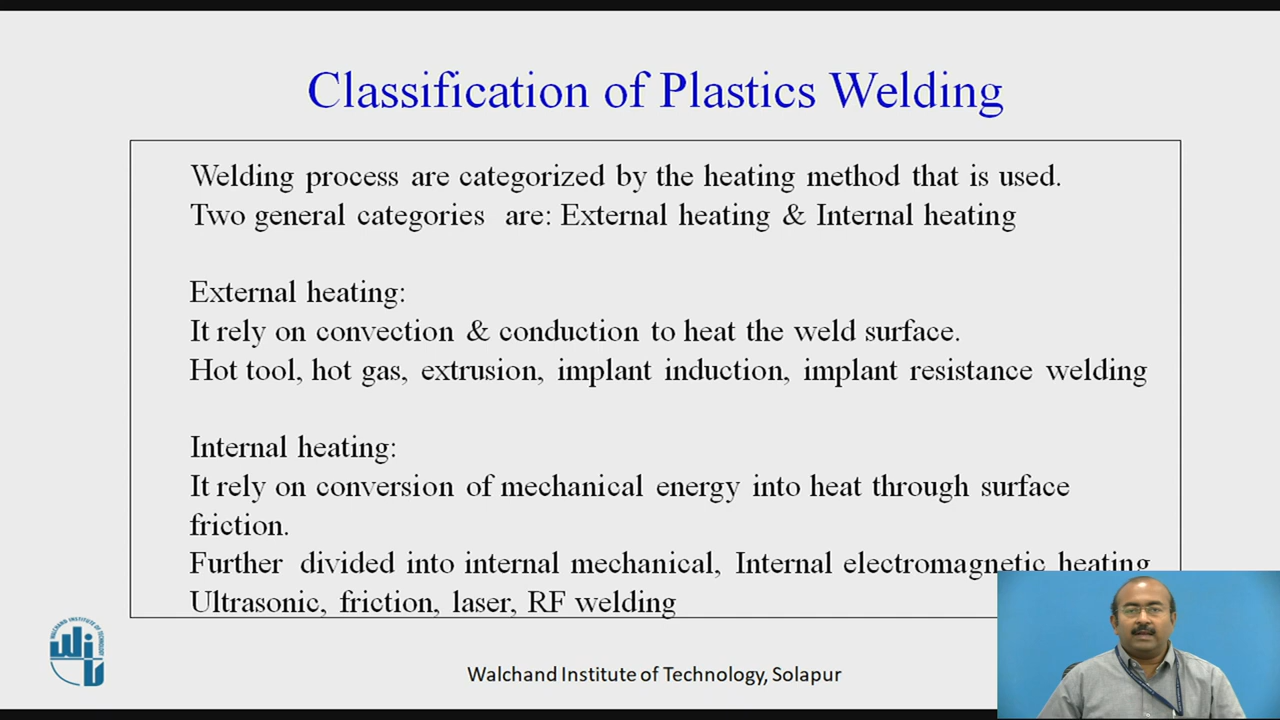 Classification of Plastics Welding
Welding process are categorized by the heating method that is used.
Two general categories are: External heating & Internal heating
External heating:
It rely on convection & conduction to heat the weld surface.
Hot tool, hot gas, extrusion, implant induction, implant resistance welding
Internal heating:
It rely on conversion of mechanical energy into heat through surface
friction.
Further divided into internal mechanical, Internal electromagnetic heating
Ultrasonic, friction, laser, RF welding
WALCHAND INSTITUTE OF TECHNOLOGY
Walchand Institute of Technology, Solapur